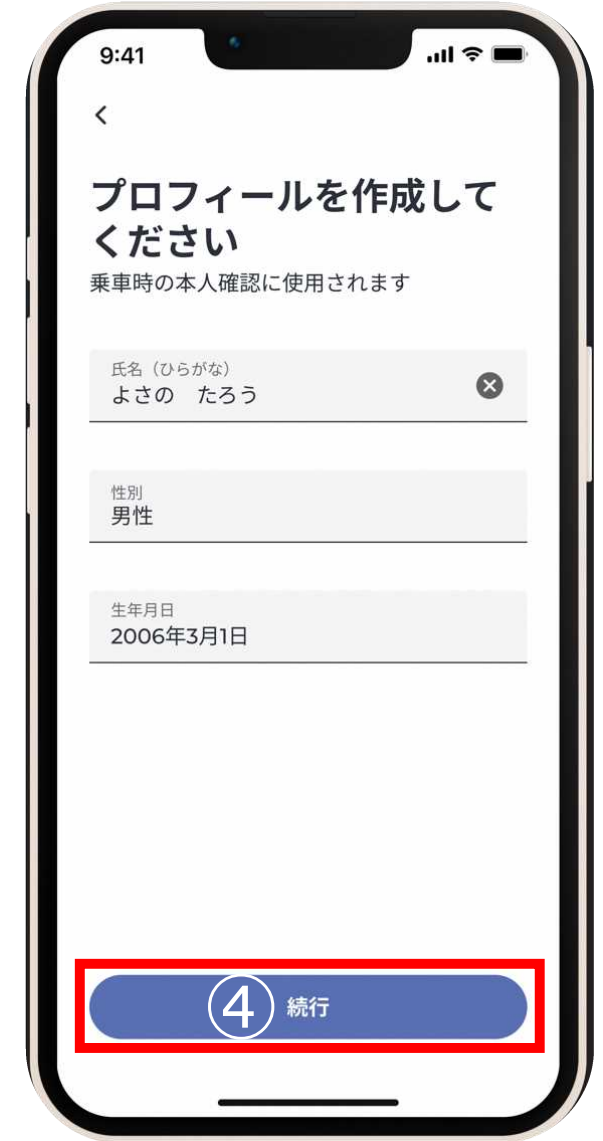 9:41
プロフィールを作成して
ください
乗車時の本人確認に使用されます
氏名（ひらがな）
よさの　たろう
性別
男性
生年月日
2006年3月1日
④ 続行